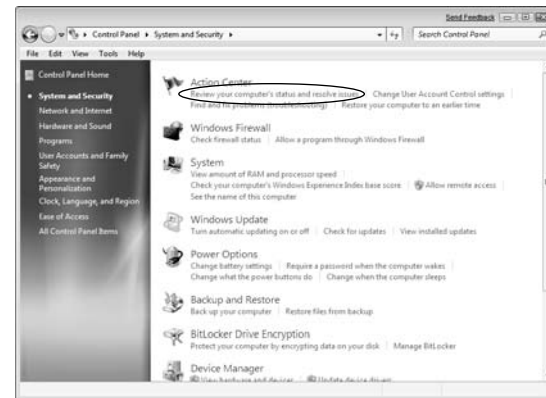 Send Feedback
Control Panel ▸ System and Security ▸
Search Control Panel
File Edit View Tools Help
Control Panel Home
System and Security
Network and Internet
Hardware and Sound
Programs
User Accounts and Family
Safety
Appearance and
Personalization
Clock, Language, and Region
Ease of Access
All Control Panel Items
Action Center
Review your computer's status and resolve issues Change User Account Control settings
Find and fix problems (troubleshooting) Restore your computer to an earlier time
Windows Firewall
Check firewall status Allow a program through Windows Firewall
System
View amount of RAM and processor speed
Check your computer's Windows Experience Index base score Allow remote access
See the name of this computer
Windows Update
Turn automatic updating on or off Check for updates View installed updates
Power Options
Change battery settings Require a password when the computer wakes
Change what the power buttons do Change when the computer sleeps
Backup and Restore
Back up your computer Restore files from backup
BitLocker Drive Encryption
Protect your computer by encrypting data on your disk Manage BitLocker
Device Manager
View hardware and devices Update device drivers